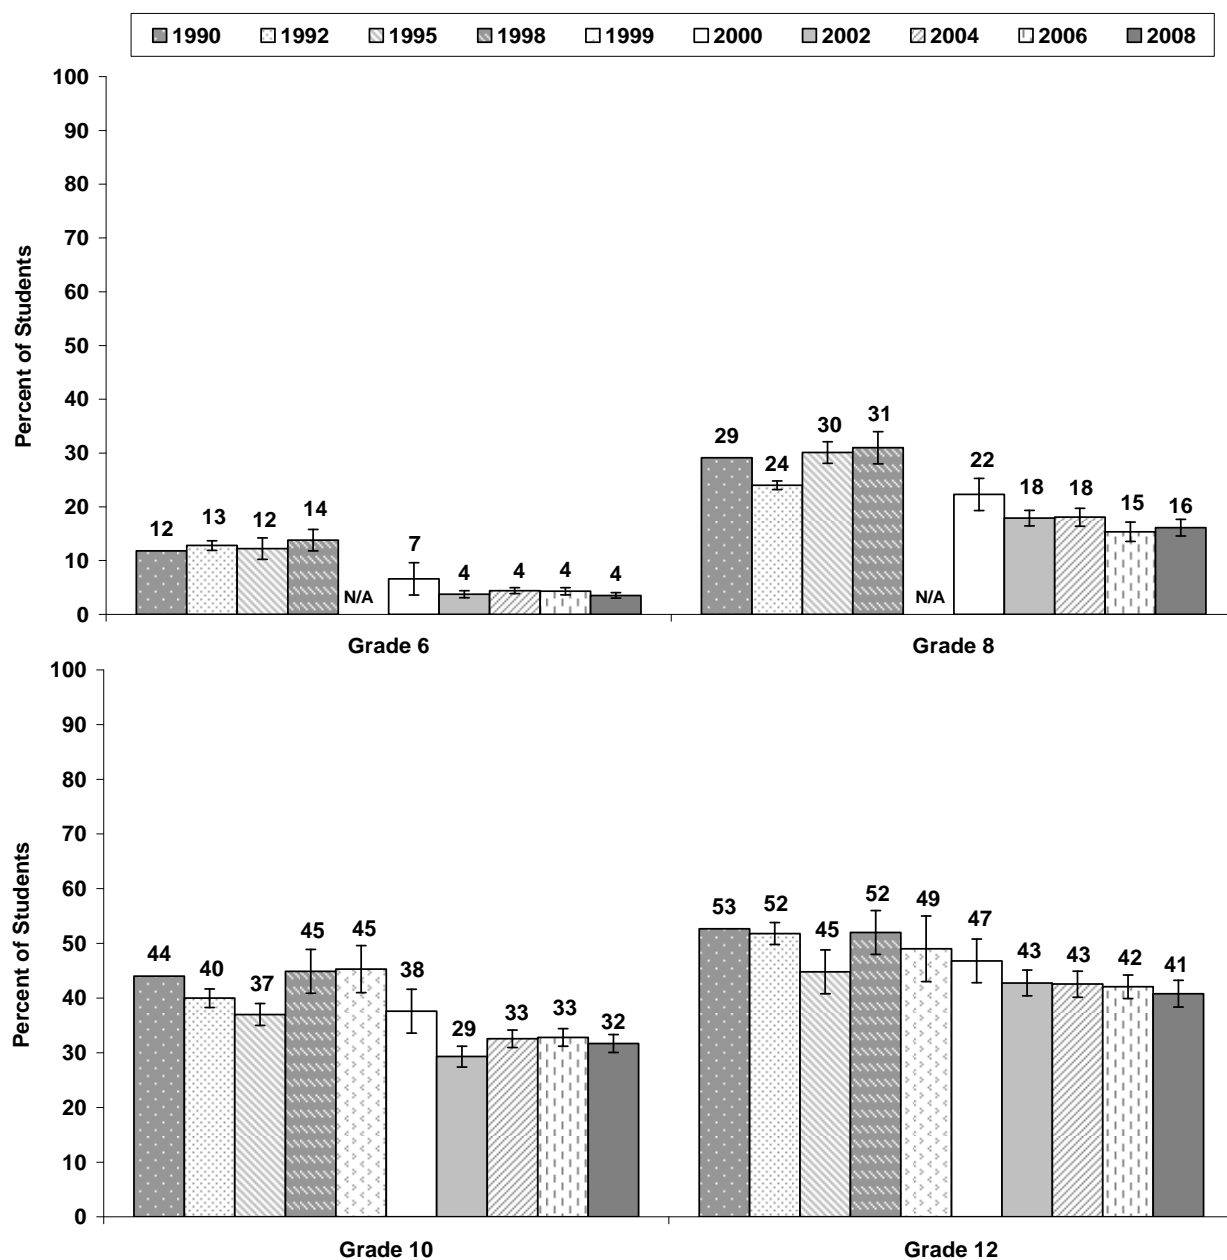 1990 1992 1995 1998 1999 2000 2002 2004 2006 2008
100
90
80
70
60
50
40
30
20
10
0
Percent of Students
12 13 12 14 N/A 7 4 4 4 4
29 24 30 31 N/A 22 18 18 15 16
Grade 6 Grade 8
100
90
80
70
60
50
40
30
20
10
0
Percent of Students
44 40 37 45 45 38 29 33 33 32
53 52 45 52 49 47 43 43 42 41
Grade 10 Grade 12